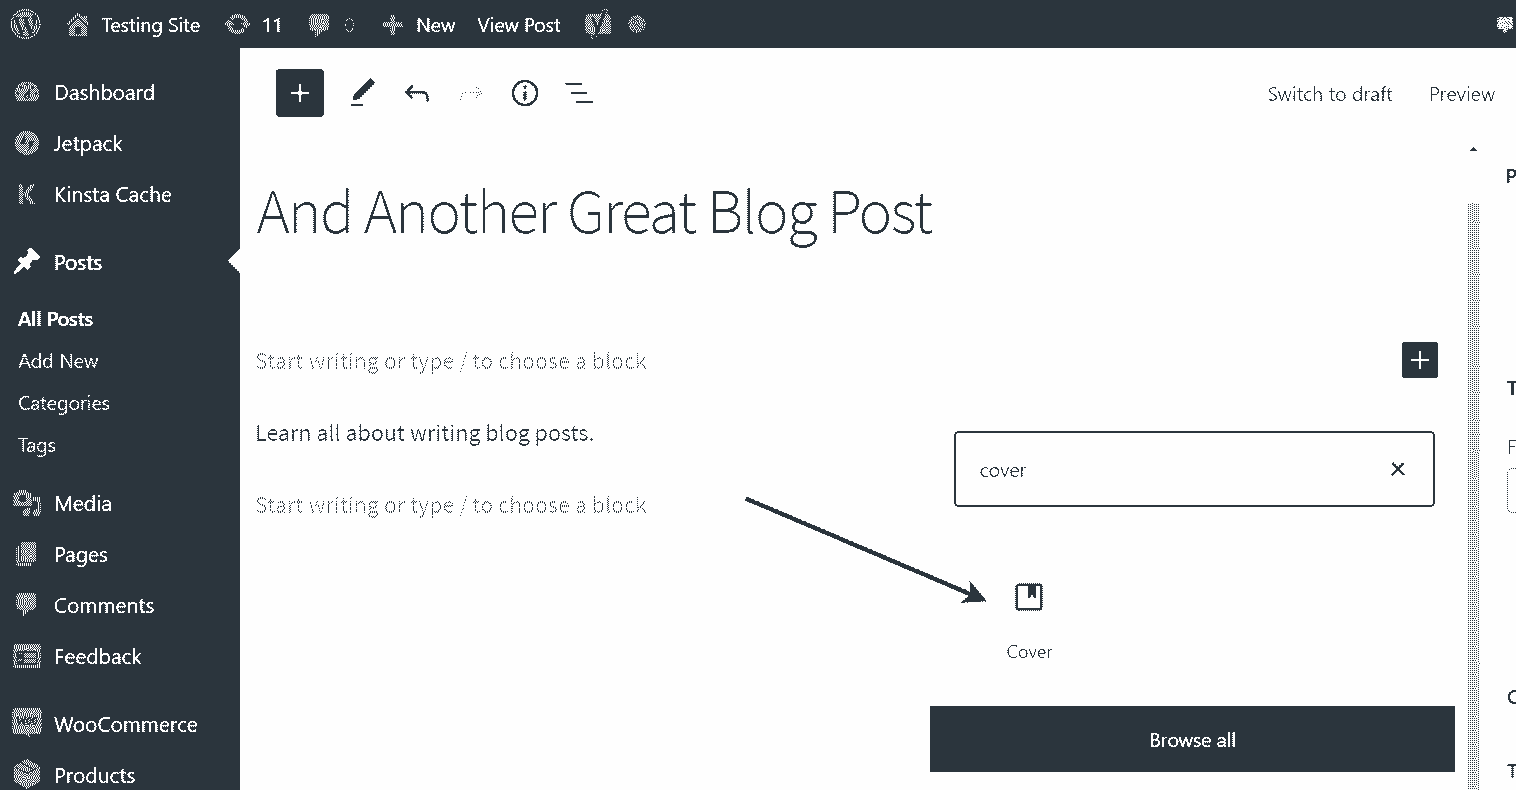 Testing Site 11 0 New View Post
Dashboard
Jetpack
Kinsta Cache
Posts
All Posts
Add New
Categories
Tags
Media
Pages
Comments
Feedback
WooCommerce
Products
Switch to draft Preview
And Another Great Blog Post
Start writing or type / to choose a block
Learn all about writing blog posts.
Start writing or type / to choose a block
cover
Cover
Browse all